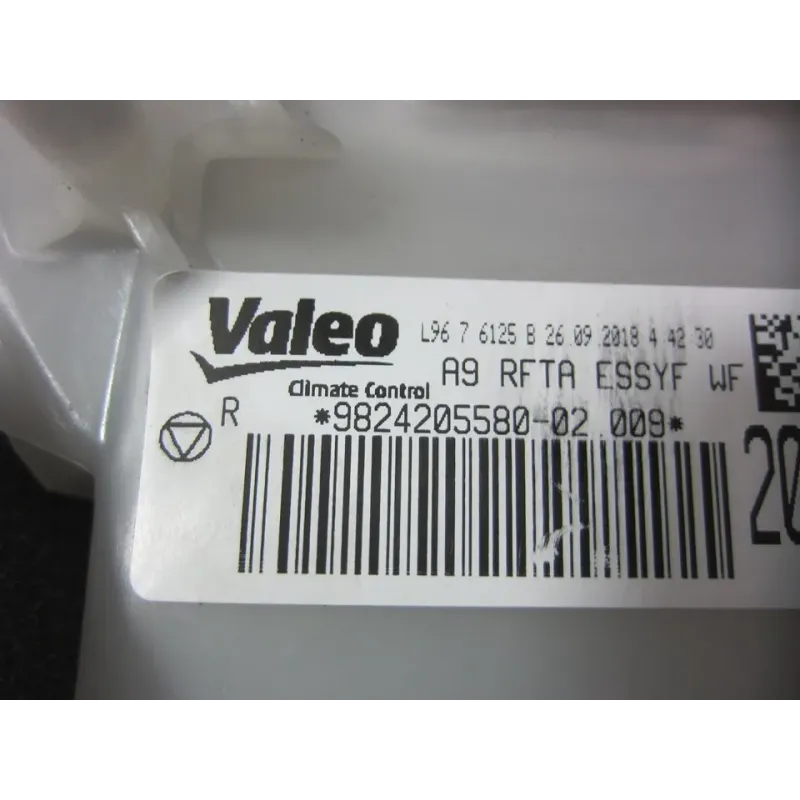 Valeo
L96 7 6125 B 26.09.2018 4 42 30
Climate Control
A9 RFTA ESSYF WF
R
*9824205580-02 009*
20